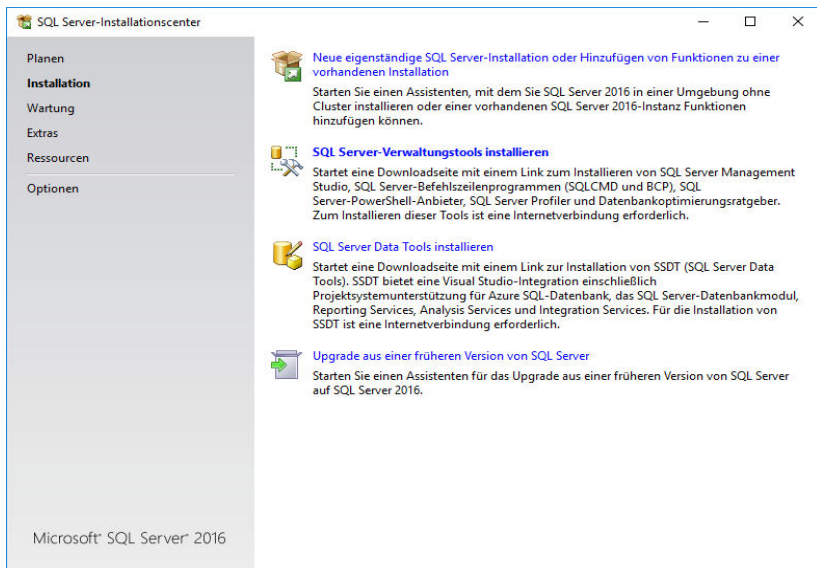 SQL Server-Installationscenter
Planen
Installation
Wartung
Extras
Ressourcen
Optionen
Microsoft® SQL Server® 2016
Neue eigenständige SQL Server-Installation oder Hinzufügen von Funktionen zu einer
vorhandenen Installation
Starten Sie einen Assistenten, mit dem Sie SQL Server 2016 in einer Umgebung ohne
Cluster installieren oder einer vorhandenen SQL Server 2016-Instanz Funktionen
hinzufügen können.
SQL Server-Verwaltungstools installieren
Startet eine Downloadseite mit einem Link zum Installieren von SQL Server Management
Studio, SQL Server-Befehlszeilenprogrammen (SQLCMD und BCP), SQL
Server-PowerShell-Anbieter, SQL Server Profiler und Datenbankoptimierungsratgeber.
Zum Installieren dieser Tools ist eine Internetverbindung erforderlich.
SQL Server Data Tools installieren
Startet eine Downloadseite mit einem Link zur Installation von SSDT (SQL Server Data
Tools). SSDT bietet eine Visual Studio-Integration einschließlich
Projektsystemunterstützung für Azure SQL-Datenbank, das SQL Server-Datenbankmodul,
Reporting Services, Analysis Services und Integration Services. Für die Installation von
SSDT ist eine Internetverbindung erforderlich.
Upgrade aus einer früheren Version von SQL Server
Starten Sie einen Assistenten für das Upgrade aus einer früheren Version von SQL Server
auf SQL Server 2016.